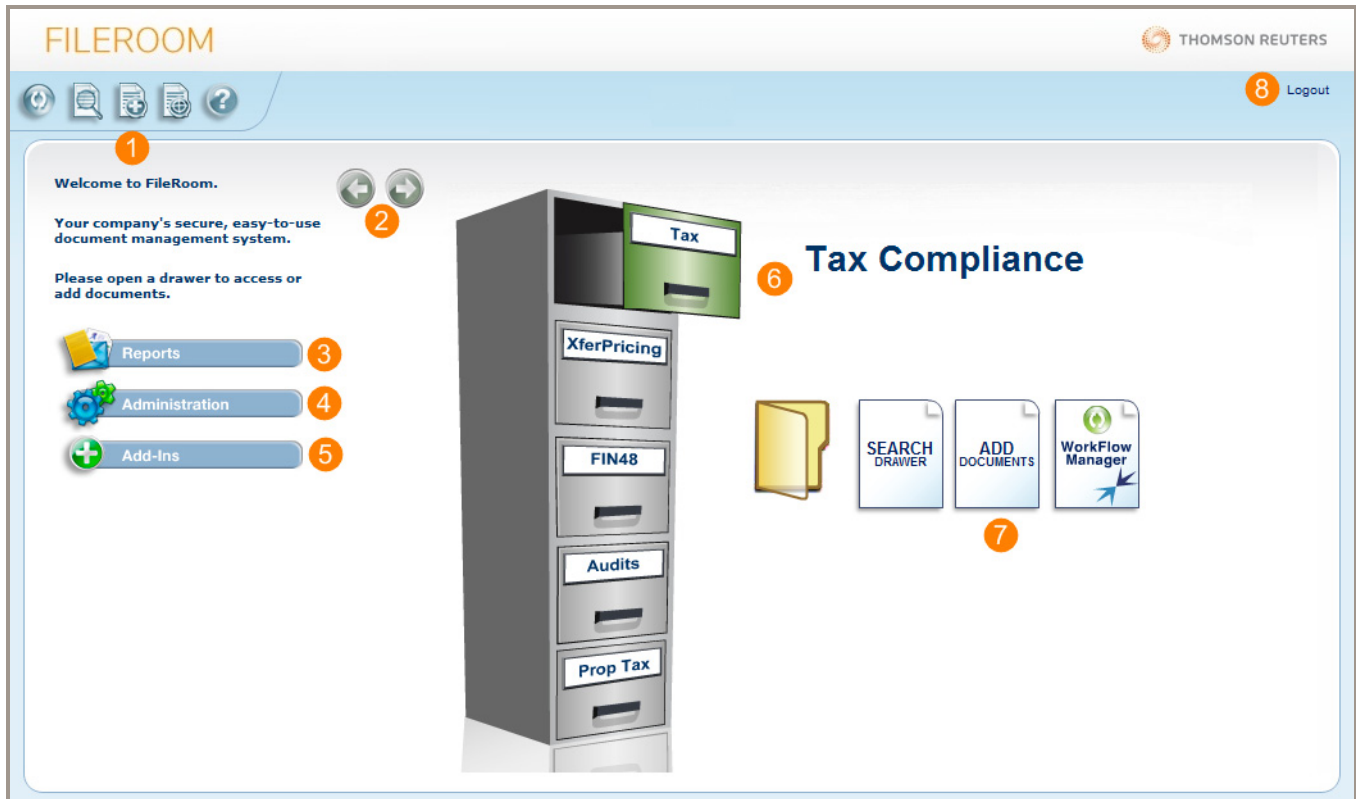 FILEROOM
THOMSON REUTERS
8 Logout
1
Welcome to FileRoom.
Your company's secure, easy-to-use
document management system.
Please open a drawer to access or
add documents.
2
Reports 3
Administration 4
Add-Ins 5
Tax
6 Tax Compliance
XferPricing
FIN48
Audits
Prop Tax
SEARCH
DRAWER
ADD
DOCUMENTS
WorkFlow
Manager
7